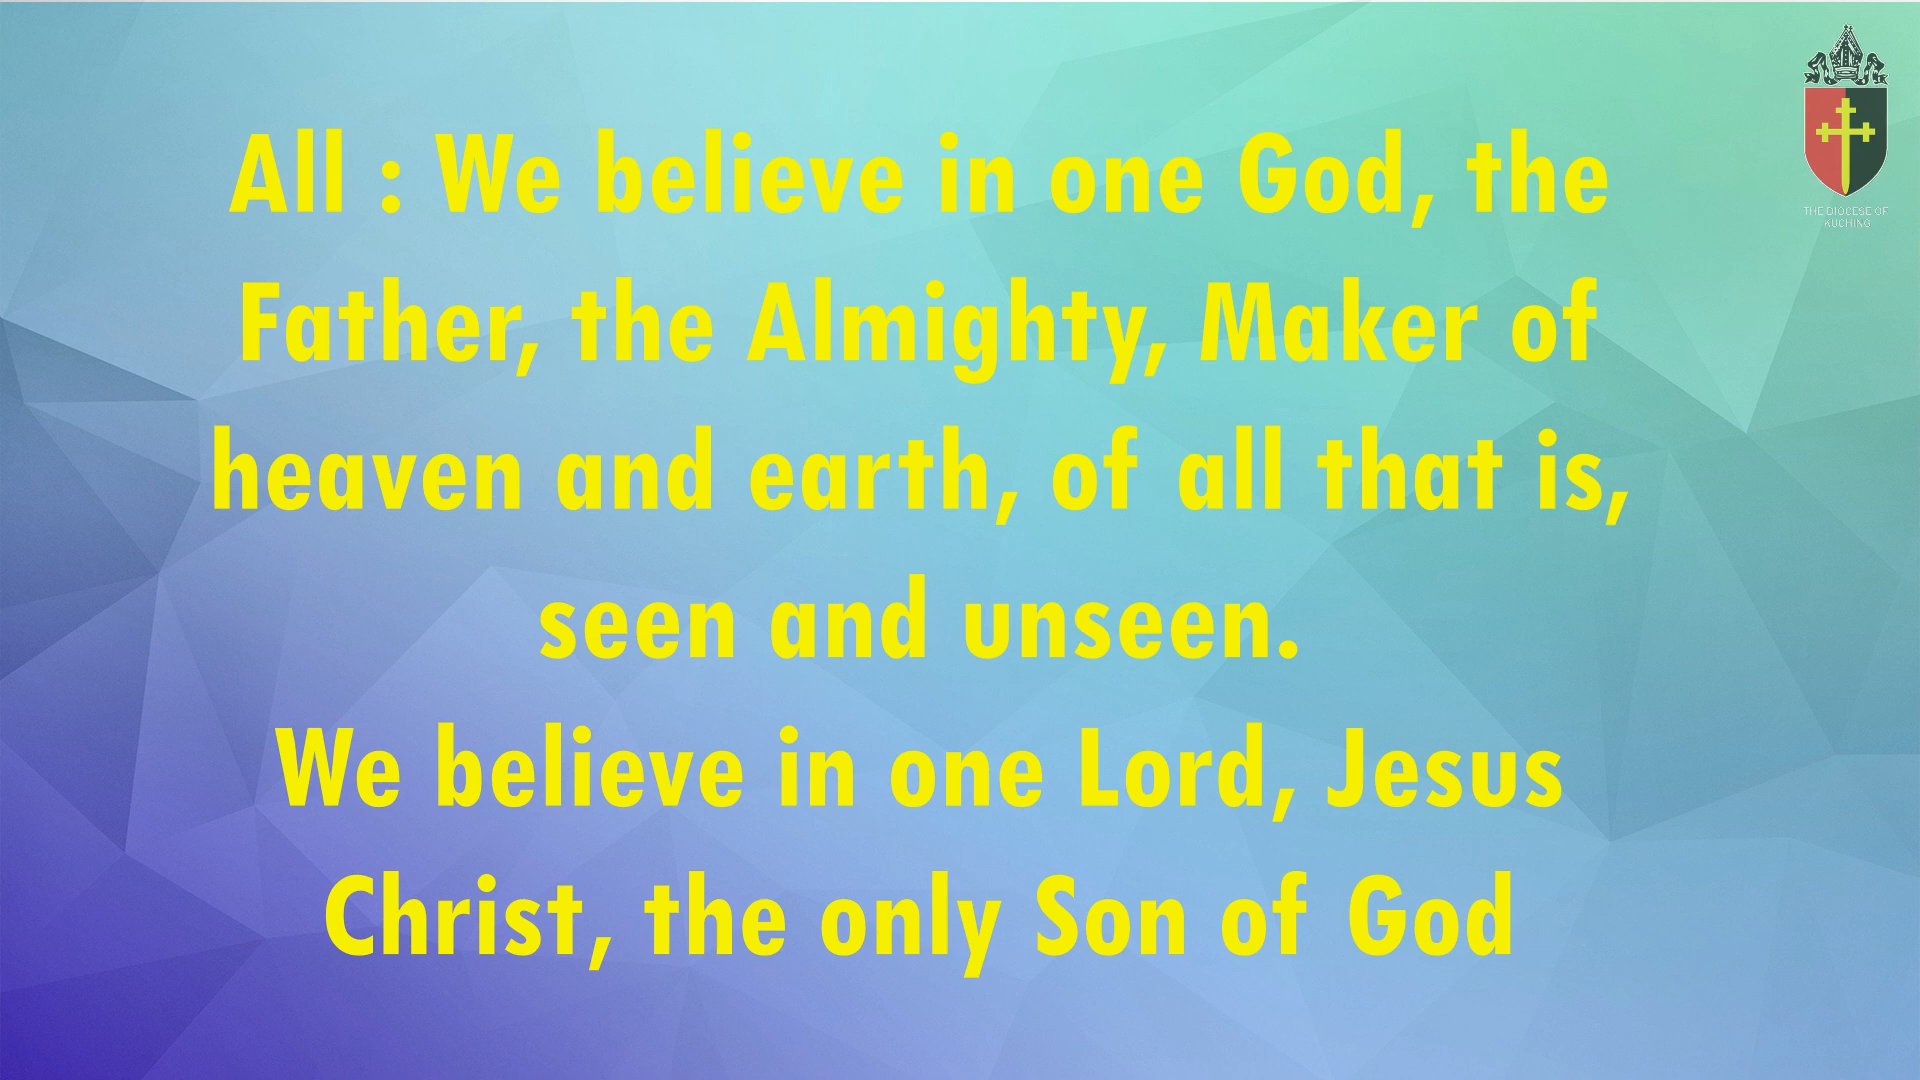 All : We believe in one God, the
Father, the Almighty, Maker of
heaven and earth, of all that is,
seen and unseen.
We believe in one Lord, Jesus
Christ, the only Son of God
THE DIOCESE OF
KUCHING